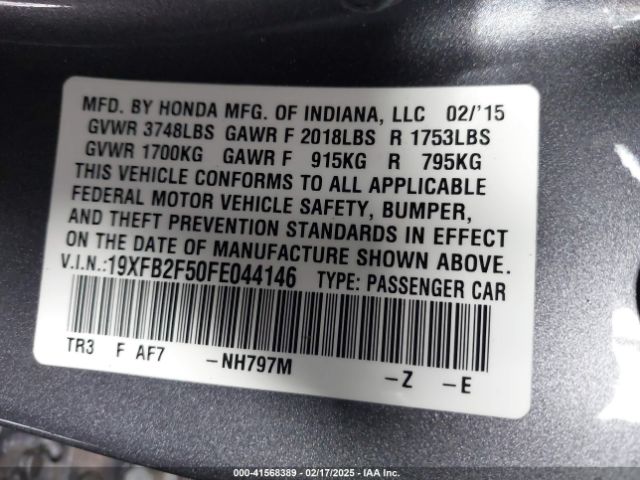 MFD. BY HONDA MFG. OF INDIANA, LLC 02/'15
GVWR 3748LBS GAWR F 2018LBS R 1753LBS
GVWR 1700KG GAWR F 915KG R 795KG
THIS VEHICLE CONFORMS TO ALL APPLICABLE
FEDERAL MOTOR VEHICLE SAFETY, BUMPER,
AND THEFT PREVENTION STANDARDS IN EFFECT
ON THE DATE OF MANUFACTURE SHOWN ABOVE.
V.I.N.:19XFB2F50FE044146 TYPE: PASSENGER CAR
TR3 F AF7 -NH797M -Z -E
000-41568389 - 02/17/2025 - IAA Inc.